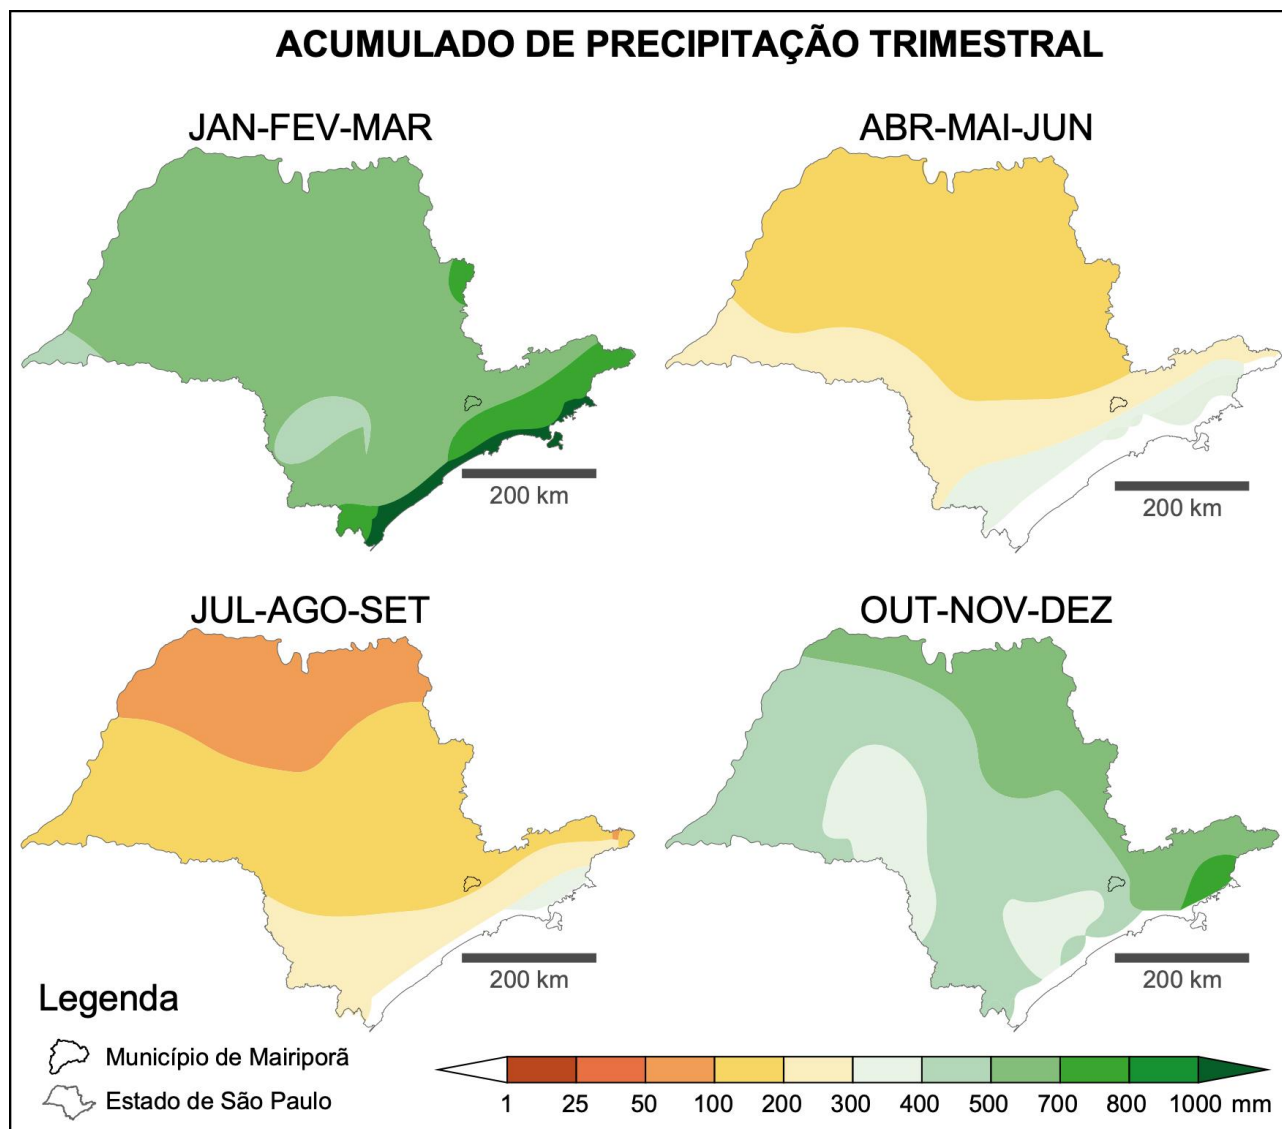 ACUMULADO DE PRECIPITAÇÃO TRIMESTRAL
JAN-FEV-MAR
ABR-MAI-JUN
200 km
200 km
JUL-AGO-SET
OUT-NOV-DEZ
200 km
200 km
Legenda
Município de Mairiporã
Estado de São Paulo
1 25 50 100 200 300 400 500 700 800 1000 mm